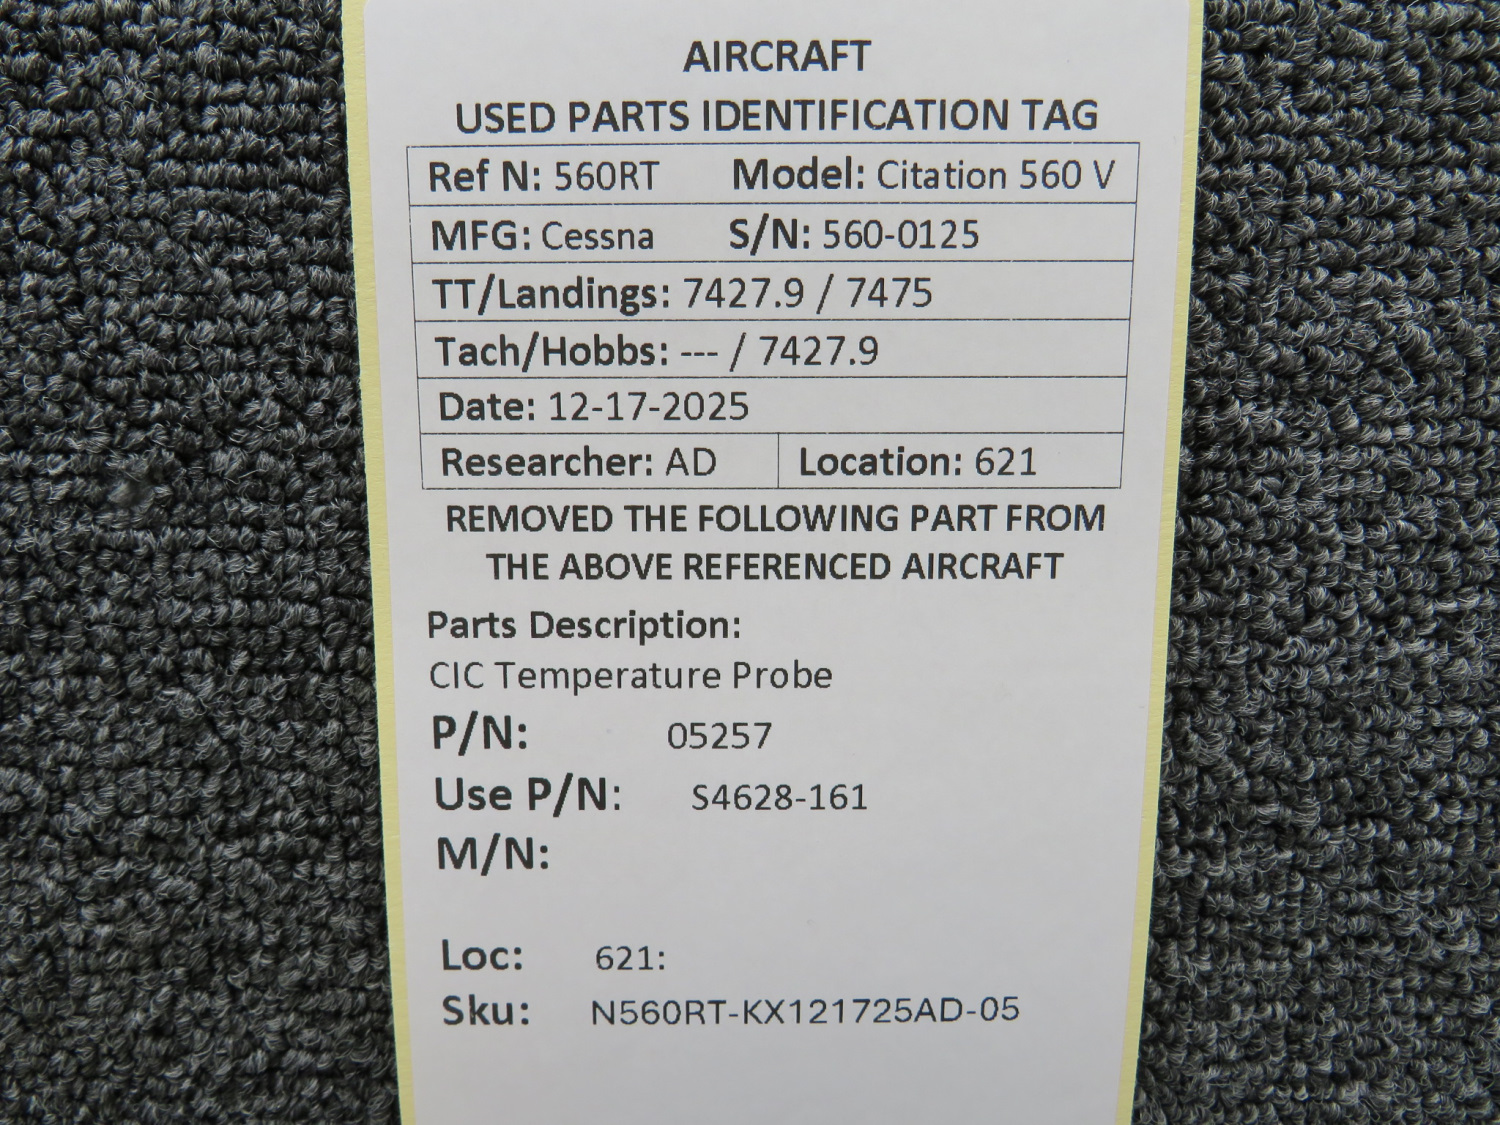 AIRCRAFT
USED PARTS IDENTIFICATION TAG
Ref N: 560RT Model: Citation 560 V
MFG: Cessna S/N: 560-0125
TT/Landings: 7427.9 / 7475
Tach/Hobbs: --- / 7427.9
Date: 12-17-2025
Researcher: AD Location: 621
REMOVED THE FOLLOWING PART FROM
THE ABOVE REFERENCED AIRCRAFT
Parts Description:
CIC Temperature Probe
P/N: 05257
Use P/N: S4628-161
M/N:
Loc: 621:
Sku: N560RT-KX121725AD-05